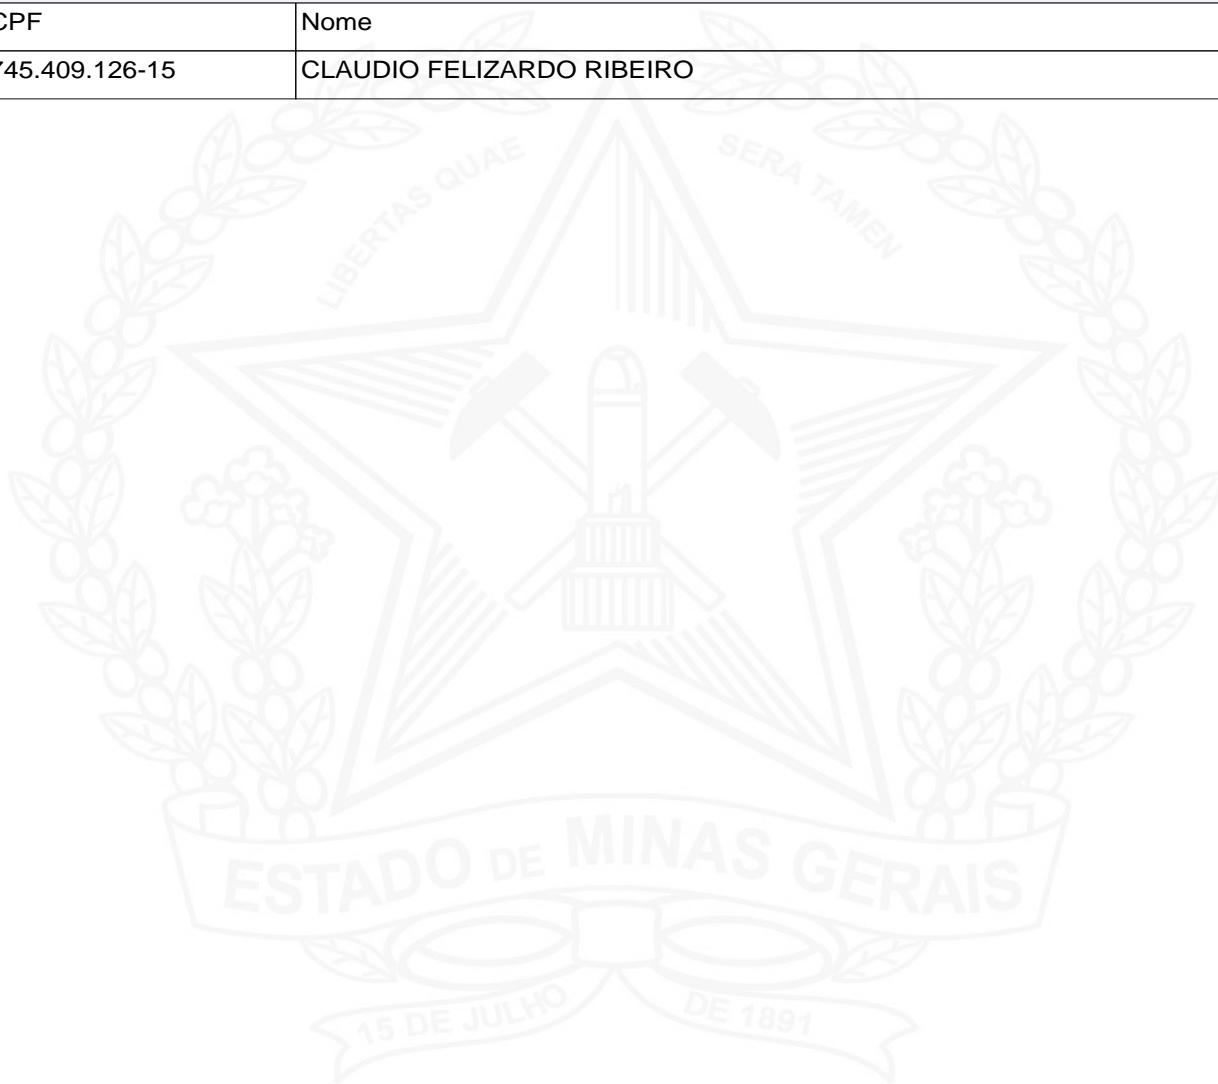 CPF Nome
745.409.126-15 CLAUDIO FELIZARDO RIBEIRO
LIBERTAS QUAE SERA TAMEN
ESTADO DE MINAS GERAIS
15 DE JULHO DE 1891